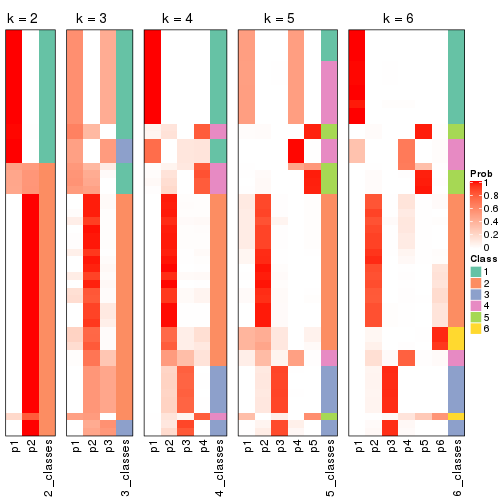 k = 2
k = 3
k = 4
k = 5
k = 6
Prob
1
0.8
0.6
0.4
0.2
0
Class
1
2
3
4
5
6
p1
p2
2_classes
p1
p2
p3
3_classes
p1
p2
p3
p4
4_classes
p1
p2
p3
p4
p5
5_classes
p1
p2
p3
p4
p5
p6
6_classes